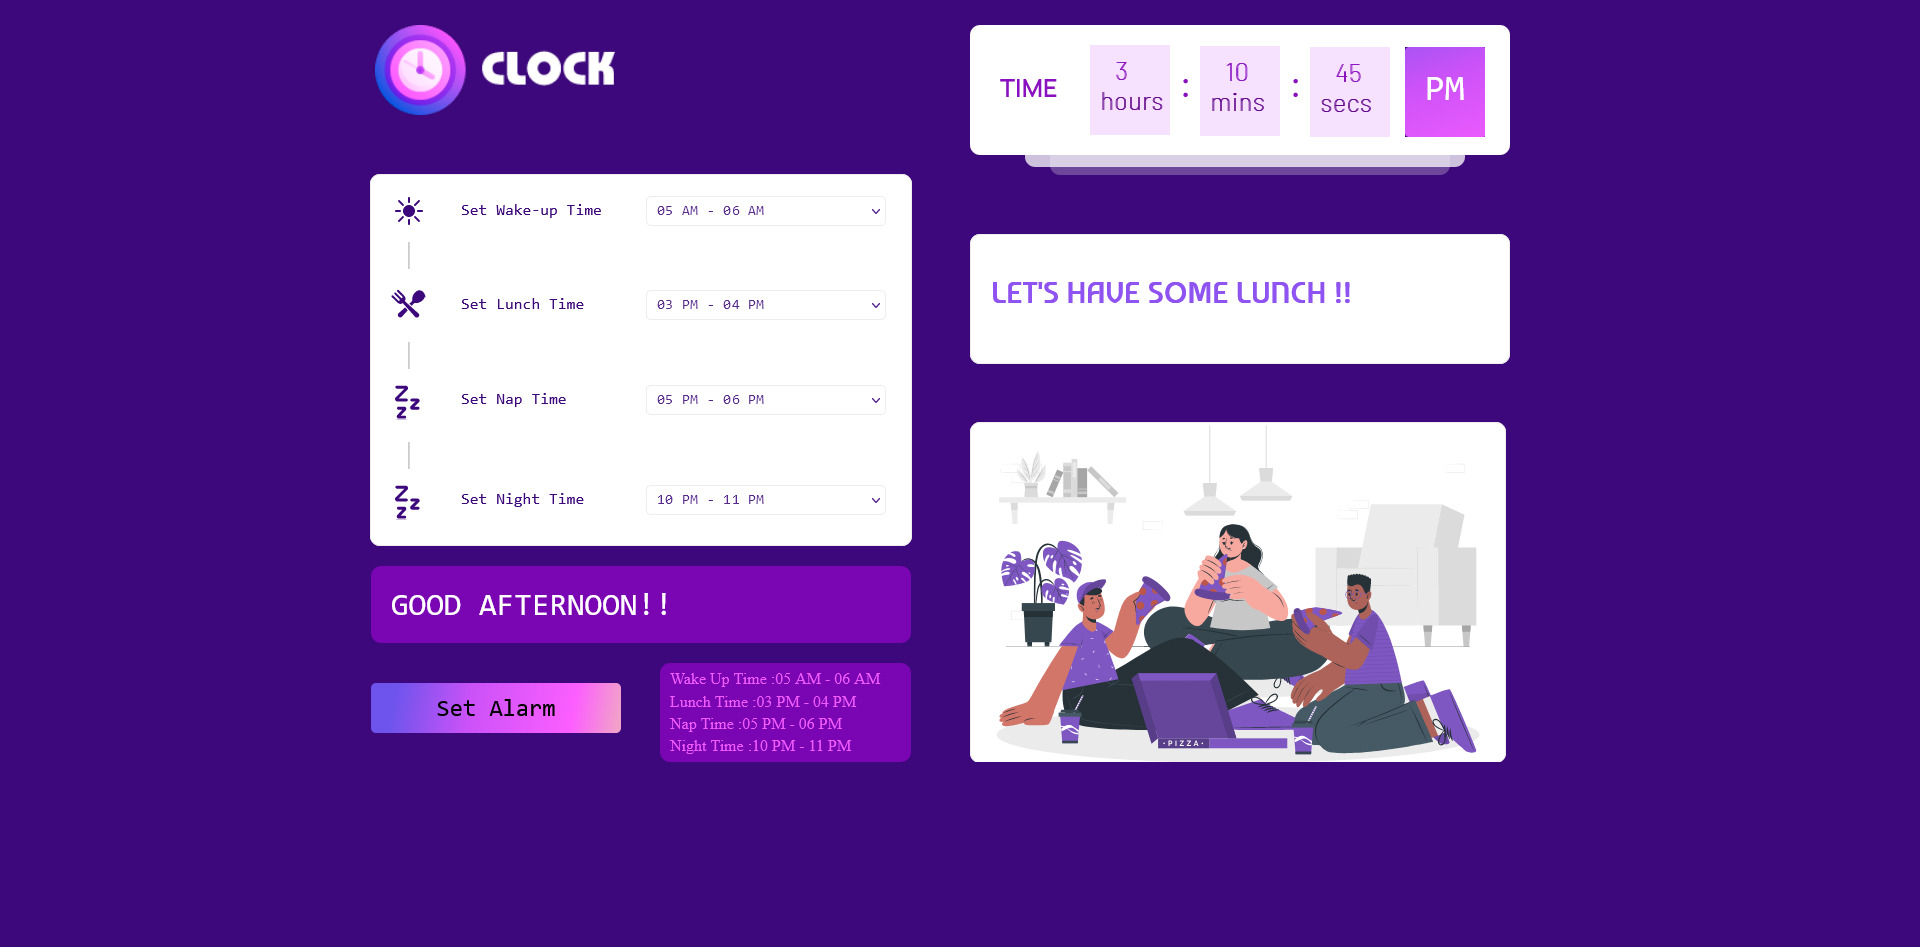 CLOCK
TIME
3
hours
:
10
mins
:
45
secs
PM
Set Wake-up Time
05 AM - 06 AM
Set Lunch Time
03 PM - 04 PM
Set Nap Time
05 PM - 06 PM
Set Night Time
10 PM - 11 PM
GOOD AFTERNOON!!
Set Alarm
Wake Up Time :05 AM - 06 AM
Lunch Time :03 PM - 04 PM
Nap Time :05 PM - 06 PM
Night Time :10 PM - 11 PM
LET'S HAVE SOME LUNCH !!
•PIZZA•